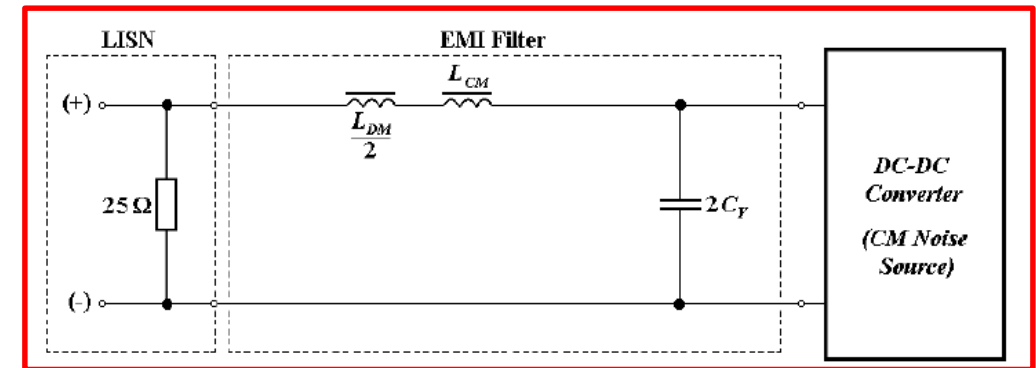 LISN
EMI Filter
L_CM
(+)
L_DM
2
25 Ω
2C_Y
(-)
DC-DC
Converter
(CM Noise
Source)